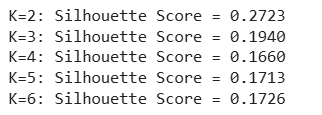 K=2: Silhouette Score = 0.2723
K=3: Silhouette Score = 0.1940
K=4: Silhouette Score = 0.1660
K=5: Silhouette Score = 0.1713
K=6: Silhouette Score = 0.1726